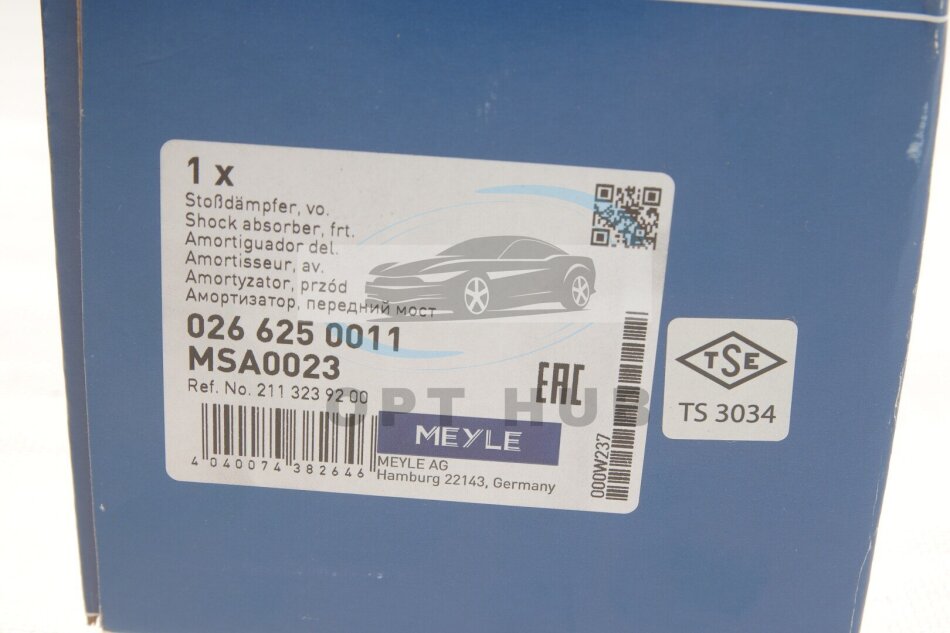 1 x
Stoßdämpfer, vo.
Shock absorber, frt.
Amortiguador del.
Amortisseur, av.
Amortyzator, przód
Амортизатор, передний мост
026 625 0011
MSA0023
Ref. No. 211 323 92 00
EAC
OPT HUB
MEYLE
4 040074 382646
MEYLE AG
Hamburg 22143, Germany
000W237
TSE
TS 3034